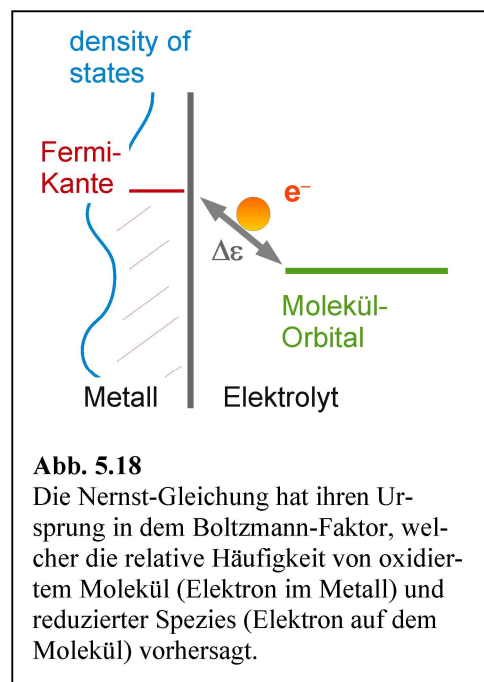 density of
states
Fermi-
Kante
e⁻
Δε
Molekül-
Orbital
Metall
Elektrolyt
Abb. 5.18
Die Nernst-Gleichung hat ihren Ur-
sprung in dem Boltzmann-Faktor, wel-
cher die relative Häufigkeit von oxidier-
tem Molekül (Elektron im Metall) und
reduzierter Spezies (Elektron auf dem
Molekül) vorhersagt.